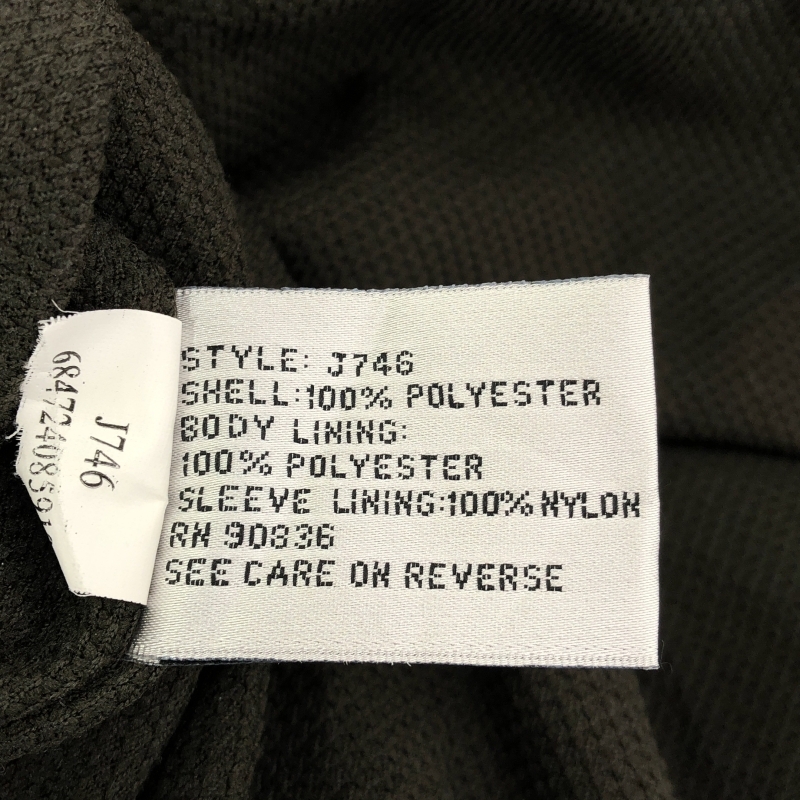 STYLE: J746
SHELL:100% POLYESTER
BODY LINING:
100% POLYESTER
SLEEVE LINING:100% NYLON
RN 90836
SEE CARE ON REVERSE
J746